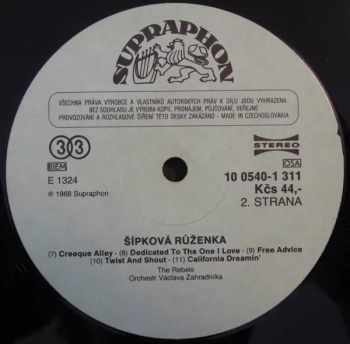 SUPRAPHON
VŠECHNA PRÁVA VÝROBCE A VLASTNÍKŮ AUTORSKÝCH PRÁV K DÍLU JSOU VYHRAZENA
BEZ SOUHLASU JE VÝROBA KOPIÍ, PRONÁJEM, PŮJČOVÁNÍ, VEŘEJNÉ
PROVOZOVÁNÍ A ROZHLASOVÉ ŠÍŘENÍ TÉTO DESKY ZAKÁZÁNO - MADE IN CZECHOSLOVAKIA
33
STEREO
BIEM
OSA
E 1324
10 0540-1 311
Kčs 44,-
℗ 1968 Supraphon
2. STRANA
ŠÍPKOVÁ RŮŽENKA
(7) Creeque Alley - (8) Dedicated To The One I Love - (9) Free Advice
(10) Twist And Shout - (11) California Dreamin'
The Rebels
Orchestr Václava Zahradníka